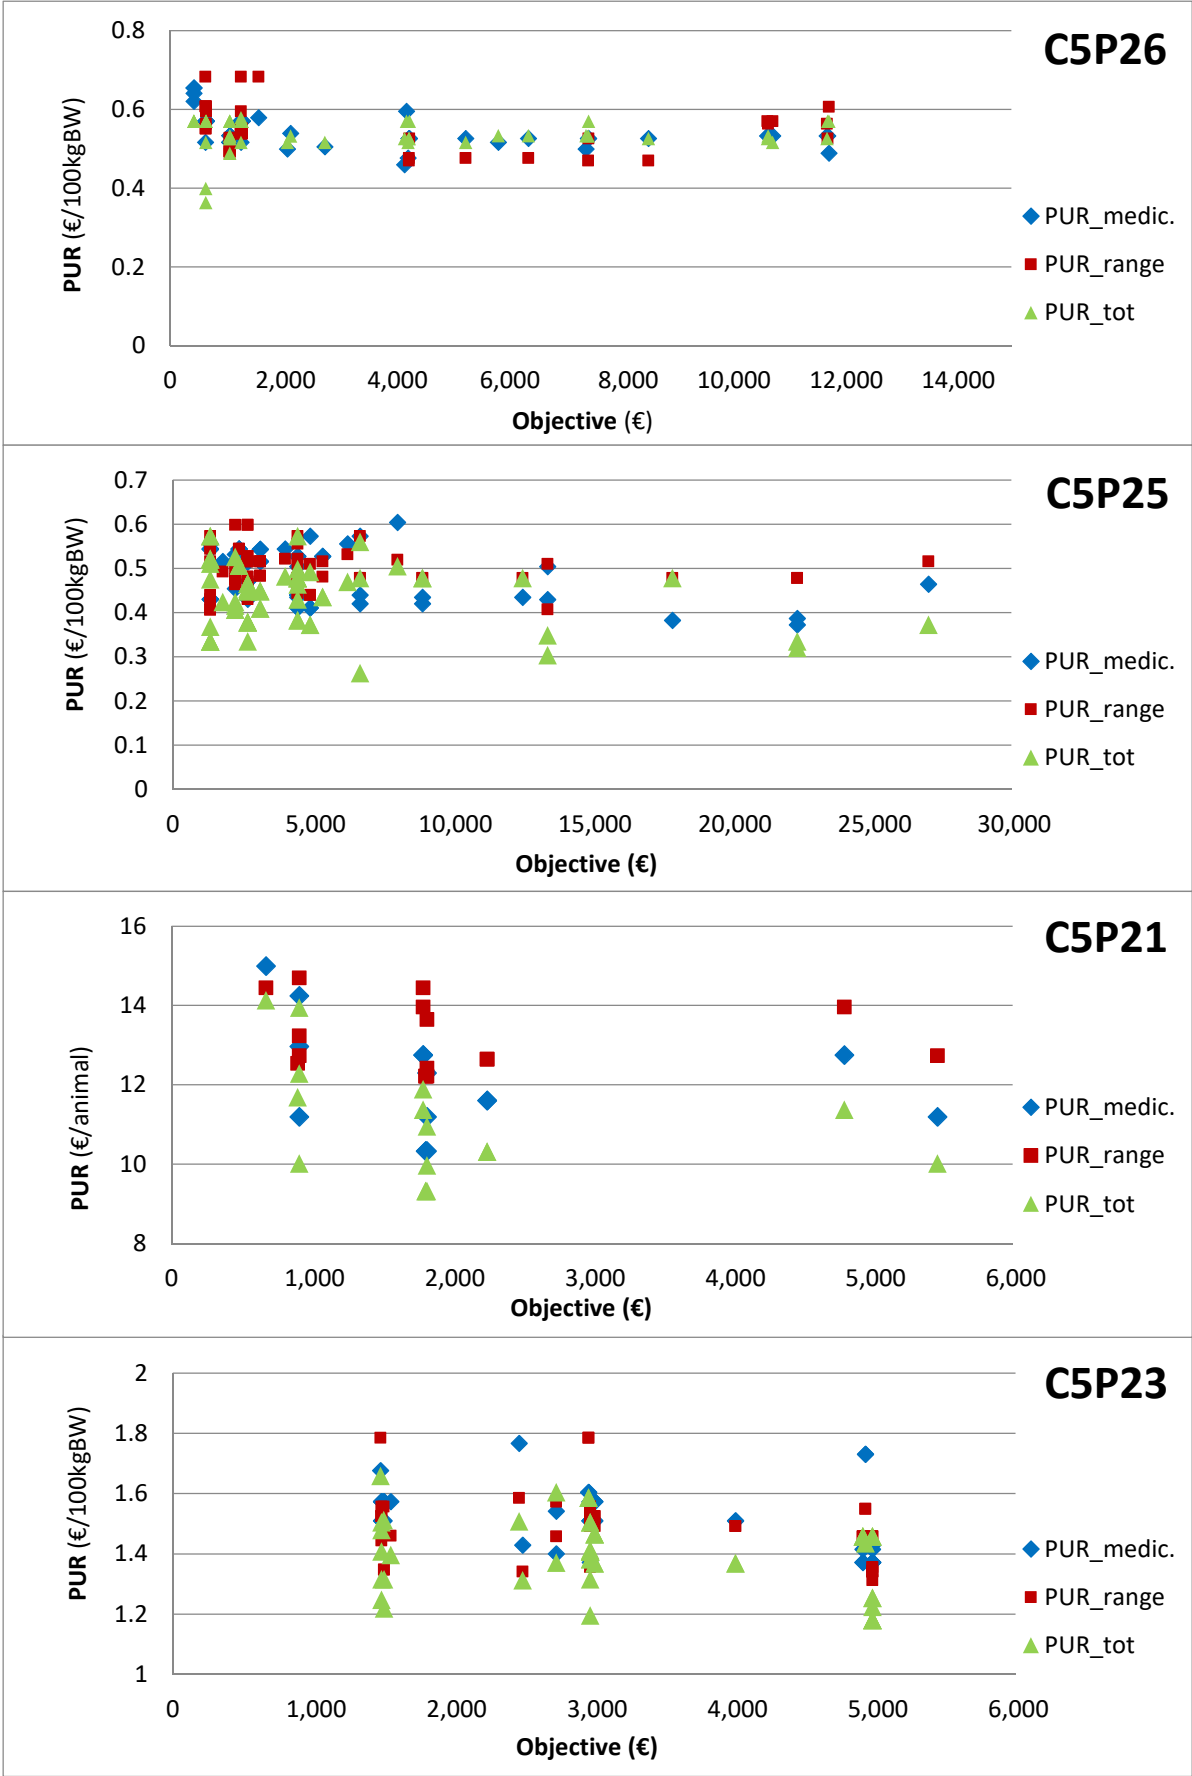 C5P26
0.8
0.6
0.4
0.2
0
PUR (€/100kgBW)
PUR_medic.
PUR_range
PUR_tot
0 2,000 4,000 6,000 8,000 10,000 12,000 14,000
Objective (€)
C5P25
0.7
0.6
0.5
0.4
0.3
0.2
0.1
0
PUR (€/100kgBW)
PUR_medic.
PUR_range
PUR_tot
0 5,000 10,000 15,000 20,000 25,000 30,000
Objective (€)
C5P21
16
14
12
10
8
PUR (€/animal)
PUR_medic.
PUR_range
PUR_tot
0 1,000 2,000 3,000 4,000 5,000 6,000
Objective (€)
C5P23
2
1.8
1.6
1.4
1.2
1
PUR (€/100kgBW)
PUR_medic.
PUR_range
PUR_tot
0 1,000 2,000 3,000 4,000 5,000 6,000
Objective (€)